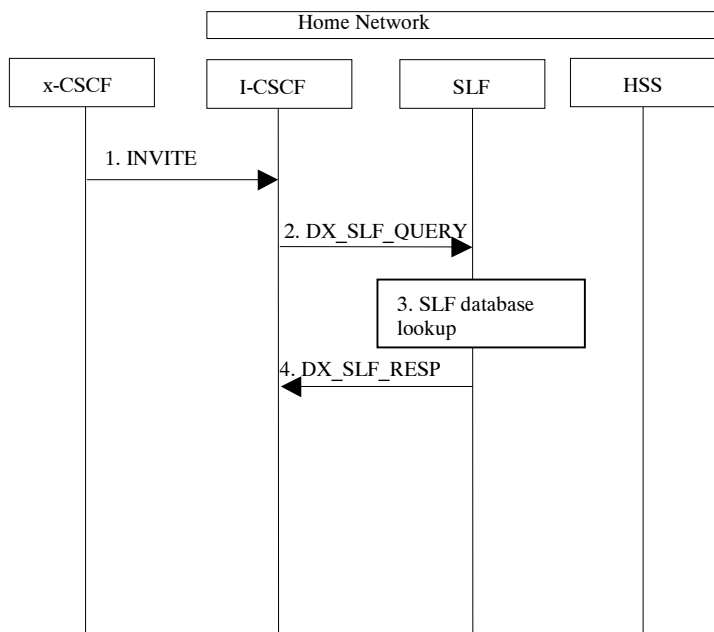 Home Network
x-CSCF
I-CSCF
SLF
HSS
1. INVITE
2. DX_SLF_QUERY
3. SLF database
lookup
4. DX_SLF_RESP